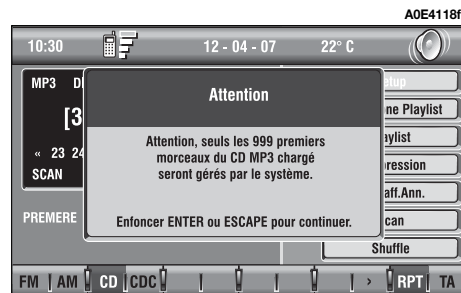 A0E4118f
10:30 12 - 04 - 07 22° C
MP3
[3
« 23 24
SCAN
PREMERE
Attention
Attention, seuls les 999 premiers
morceaux du CD MP3 chargé
seront gérés par le système.
Enfoncer ENTER ou ESCAPE pour continuer.
etup
ne Playlist
aylist
pression
aff.Ann.
can
Shuffle
FM AM CD CDC > RPT TA